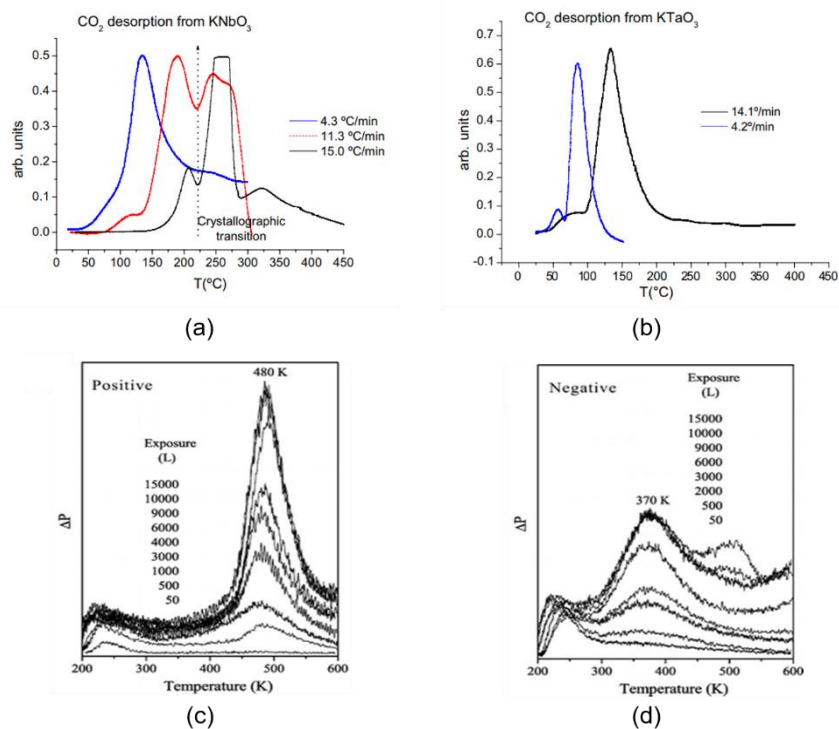 CO₂ desorption from KNbO₃
arb. units
0.5
0.4
0.3
0.2
0.1
0.0
4.3 ºC/min
11.3 ºC/min
15.0 ºC/min
Crystallographic
transition
0 50 100 150 200 250 300 350 400 450
T(ºC)
(a)
CO₂ desorption from KTaO₃
arb. units
0.7
0.6
0.5
0.4
0.3
0.2
0.1
0.0
-0.1
14.1º/min
4.2º/min
0 50 100 150 200 250 300 350 400
T(°C)
(b)
Positive
480 K
Exposure
(L)
15000
10000
9000
6000
4000
3000
1000
500
50
ΔP
200 300 400 500 600
Temperature (K)
(c)
Negative
Exposure
(L)
15000
10000
9000
6000
3000
2000
500
50
370 K
ΔP
200 300 400 500 600
Temperature (K)
(d)